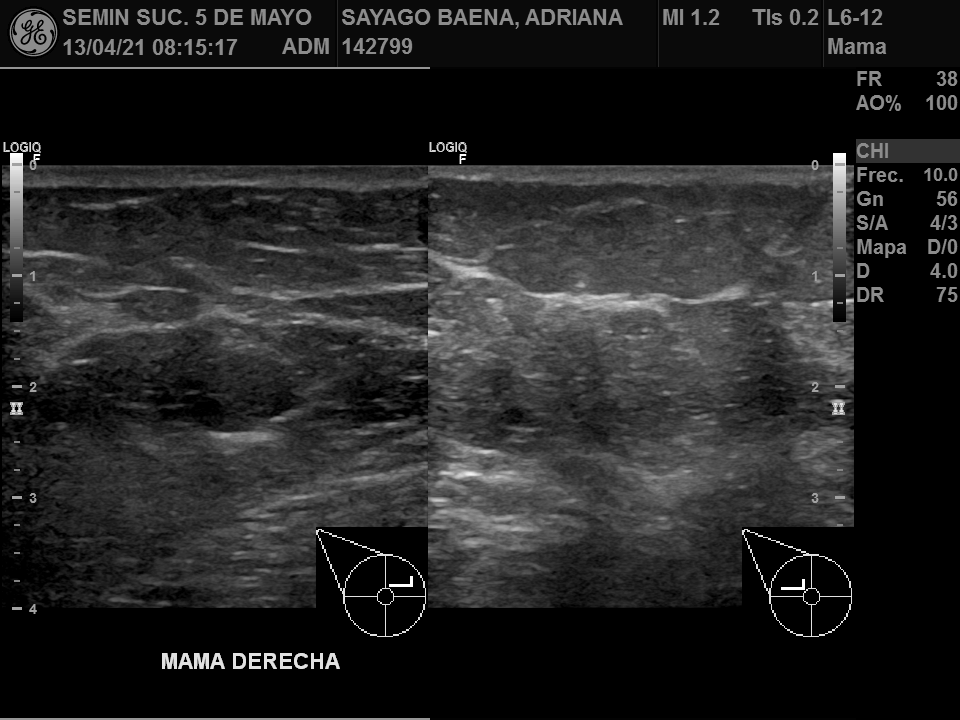 SEMIN SUC. 5 DE MAYO
13/04/21 08:15:17 ADM
SAYAGO BAENA, ADRIANA
142799
MI 1.2 TIs 0.2
L6-12
Mama
FR 38
AO% 100
CHI
Frec. 10.0
Gn 56
S/A 4/3
Mapa D/0
D 4.0
DR 75
LOGIQ
F
0
1
2
3
4
LOGIQ
F
0
1
2
3
MAMA DERECHA